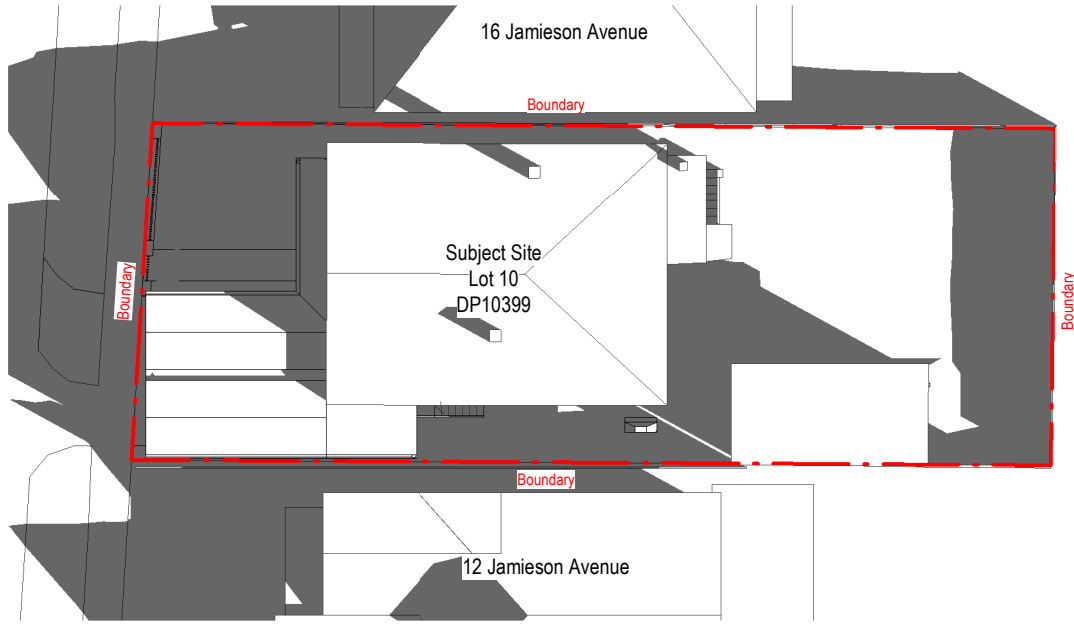 16 Jamieson Avenue
Boundary
Subject Site
Lot 10
DP10399
Boundary
Boundary
Boundary
12 Jamieson Avenue